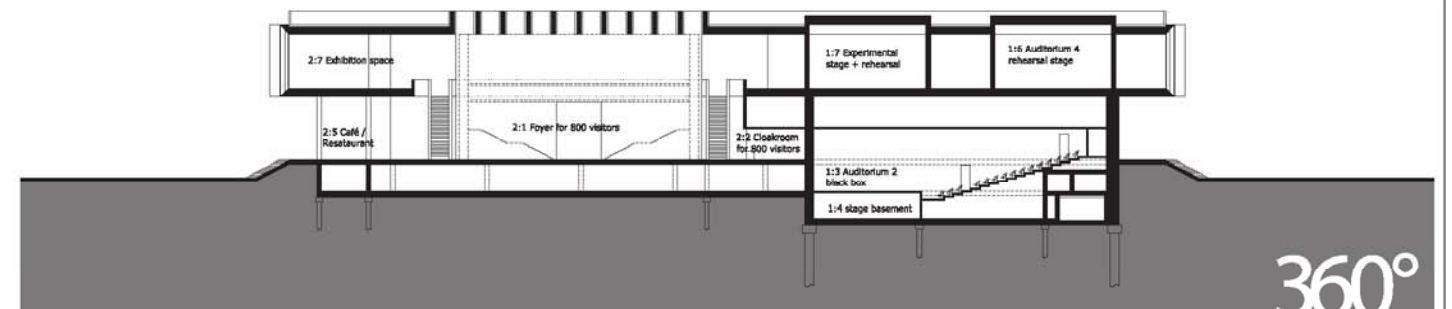 2:7 Exhibition space
1:7 Experimental
stage + rehearsal
1:6 Auditorium 4
rehearsal stage
2:5 Café /
Resataurant
2:1 Foyer for 800 visitors
2:2 Cloakroom
for 800 visitors
1:3 Auditorium 2
black box
1:4 stage basement
360°